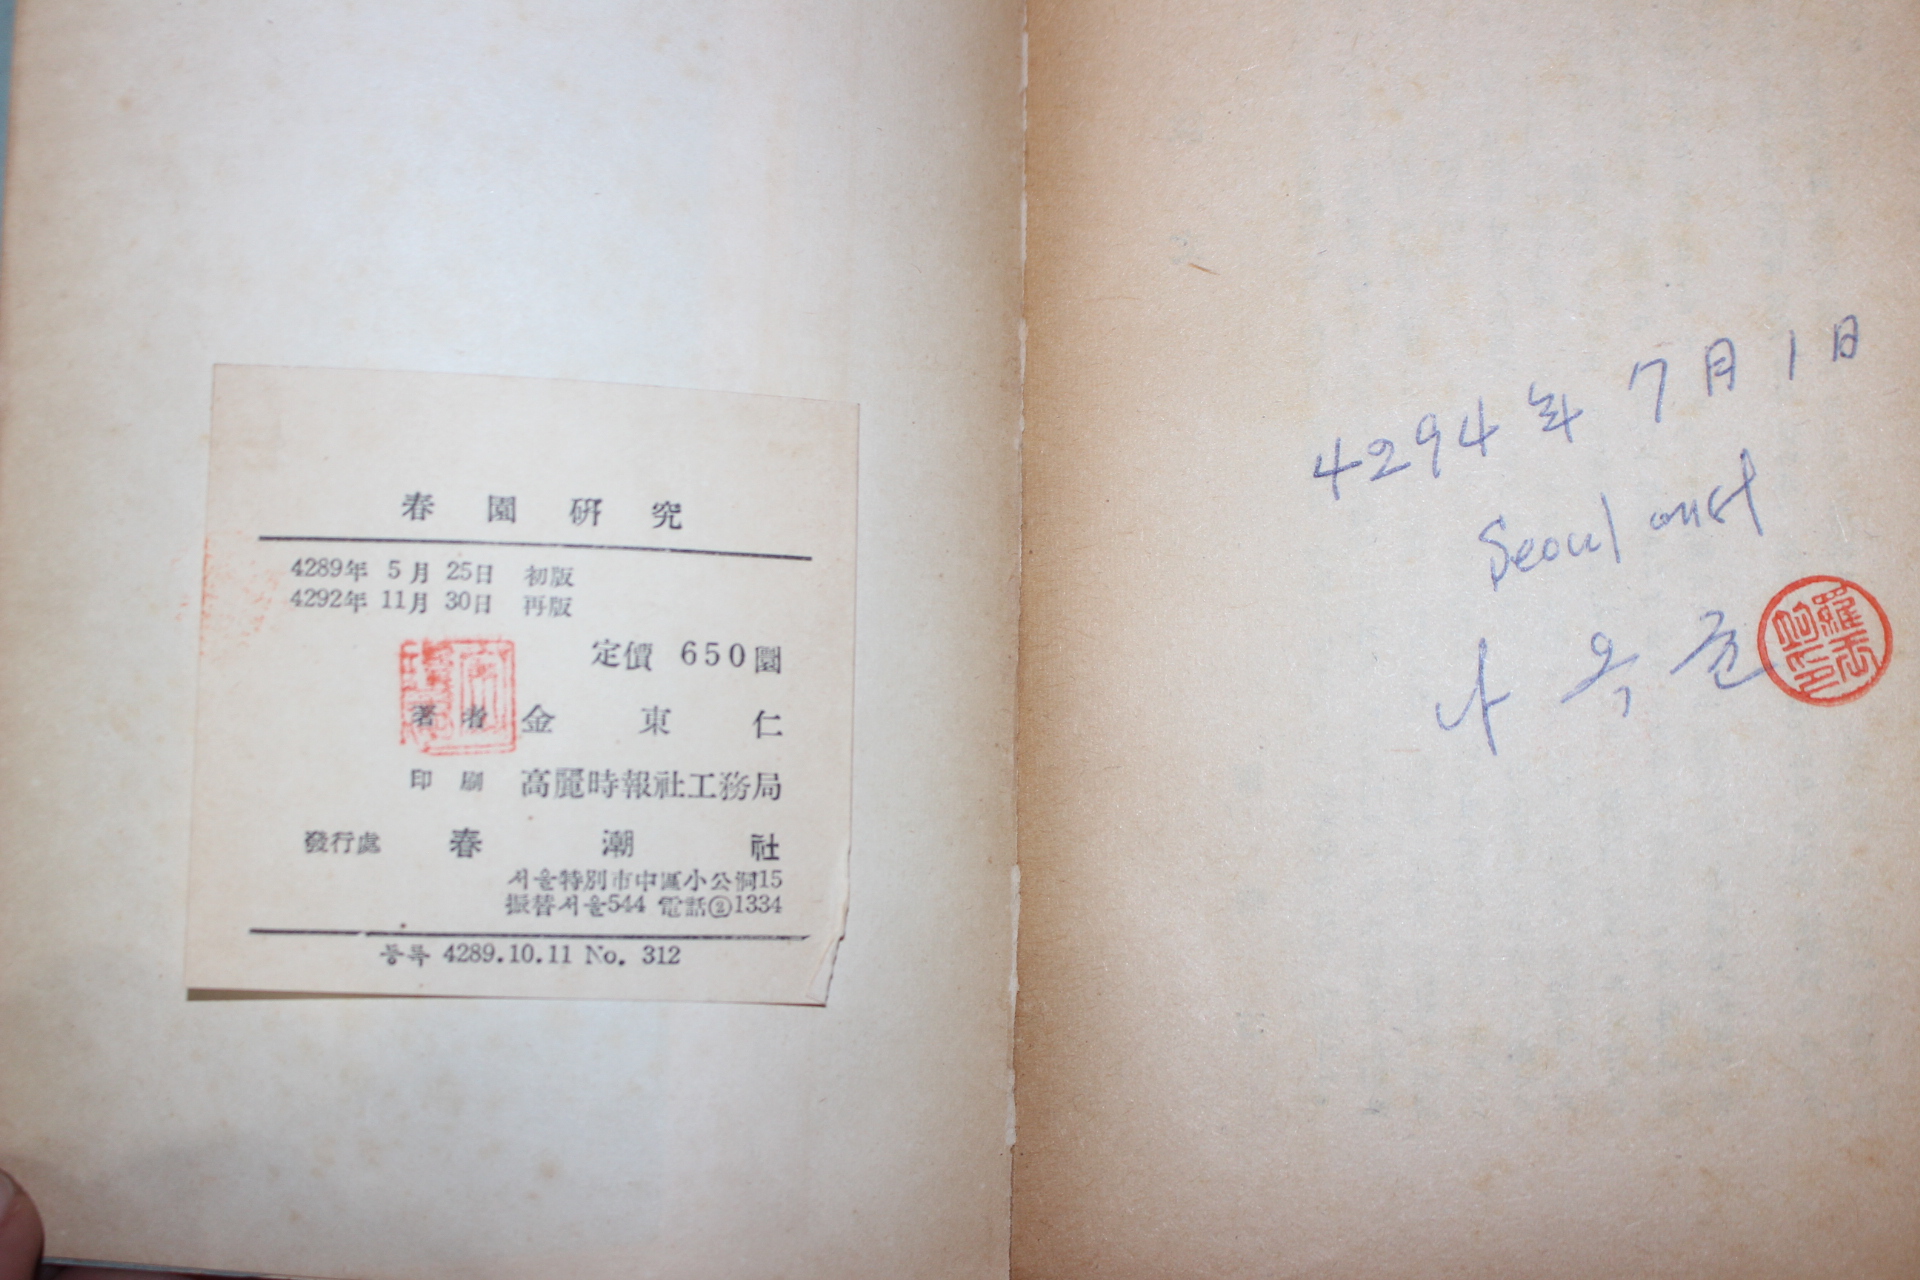 春園研究
4289年 5月 25日 初版
4292年 11月 30日 再版
定價 650圜
著者 金東仁
印刷 高麗時報社工務局
發行處 春潮社
서울特別市中區小公洞15
振替서울544 電話②1334
등록 4289.10.11 No. 312
4294年 7月 1日
Seoul 에서
나옥균